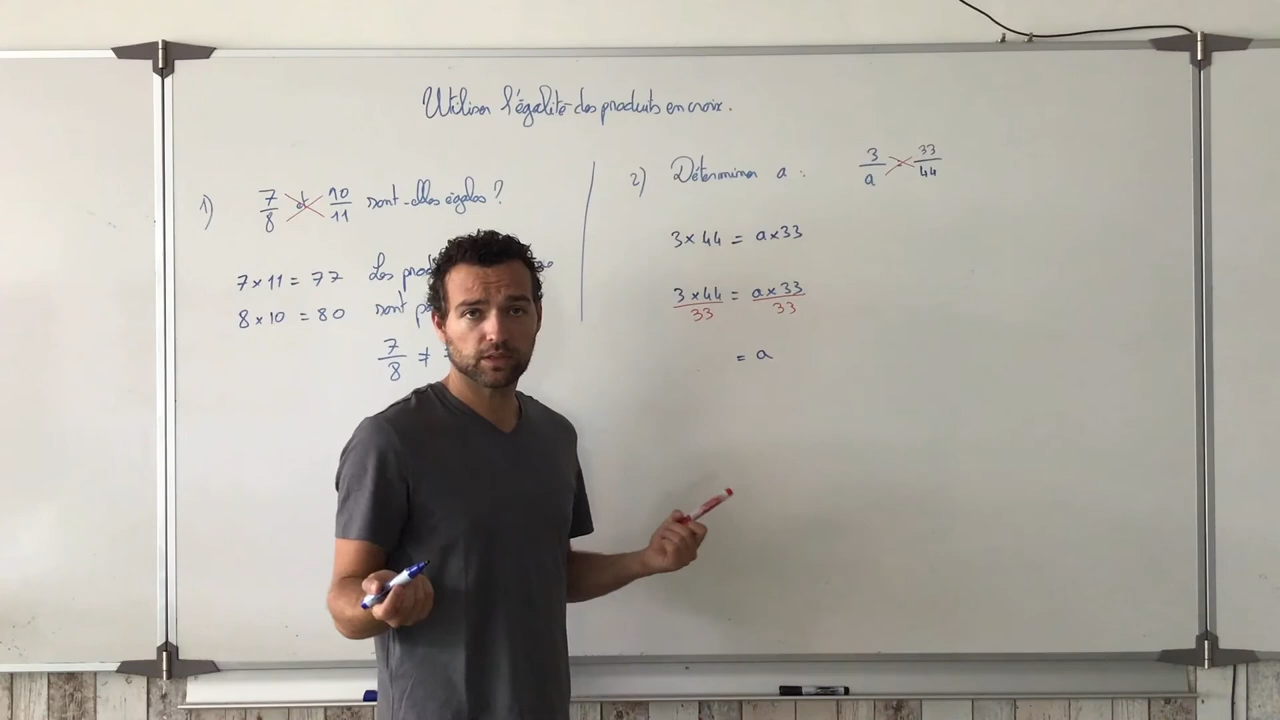 Utiliser l'égalité des produits en croix.
1) 7/8 et 10/11 sont-elles égales ?
7 × 11 = 77 Les
8 × 10 = 80 sont
7/8 ≠
2) Déterminer a : 3/a = 33/44
3 × 44 = a × 33
3 × 44/33 = a × 33/33
= a